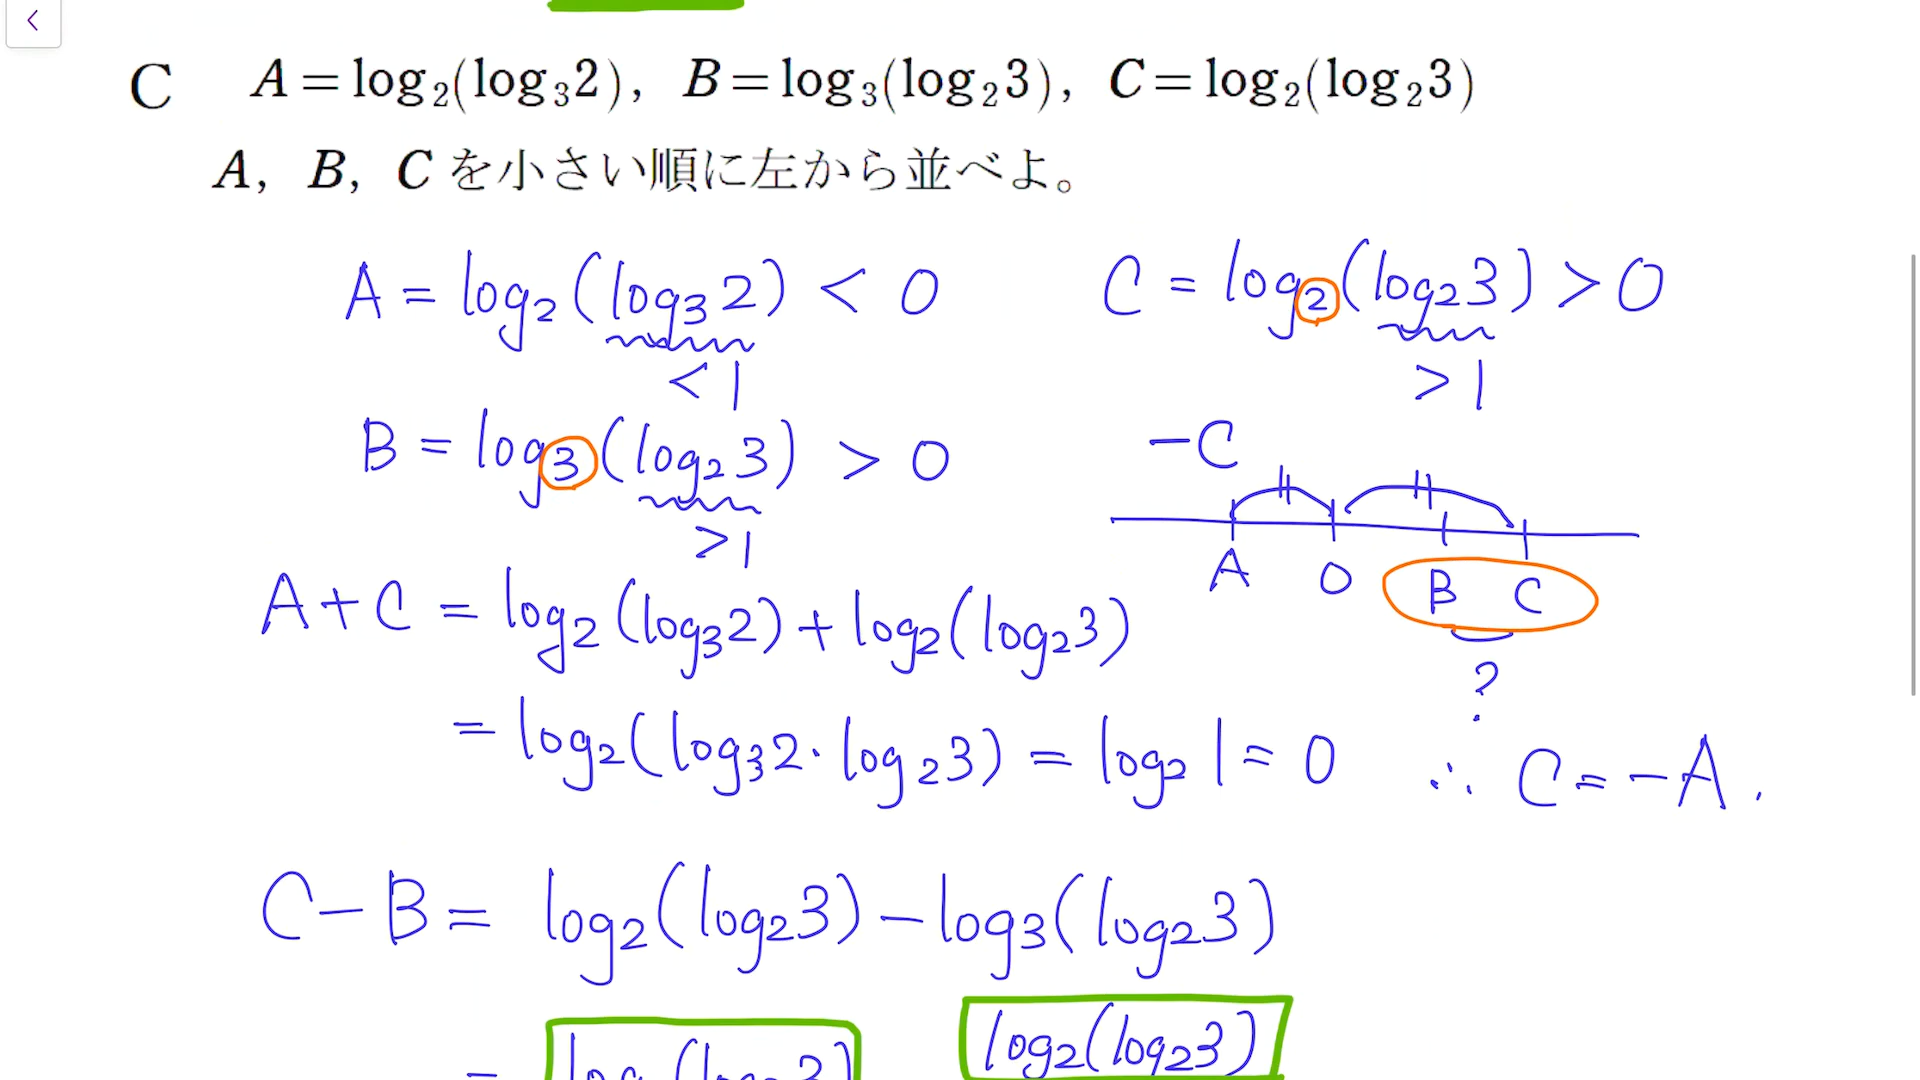 C A=log₂(log₃2), B=log₃(log₂3), C=log₂(log₂3)
A, B, C を小さい順に左から並べよ。
A = log₂(log₃2) < 0
<1
C = log₂(log₂3) > 0
>1
B = log₃(log₂3) > 0
>1
-C
A O B C
?
A+C = log₂(log₃2) + log₂(log₂3)
= log₂(log₃2・log₂3) = log₂1 = 0 ∴ C = -A.
C-B = log₂(log₂3) - log₃(log₂3)
log₂(log₂3)
=